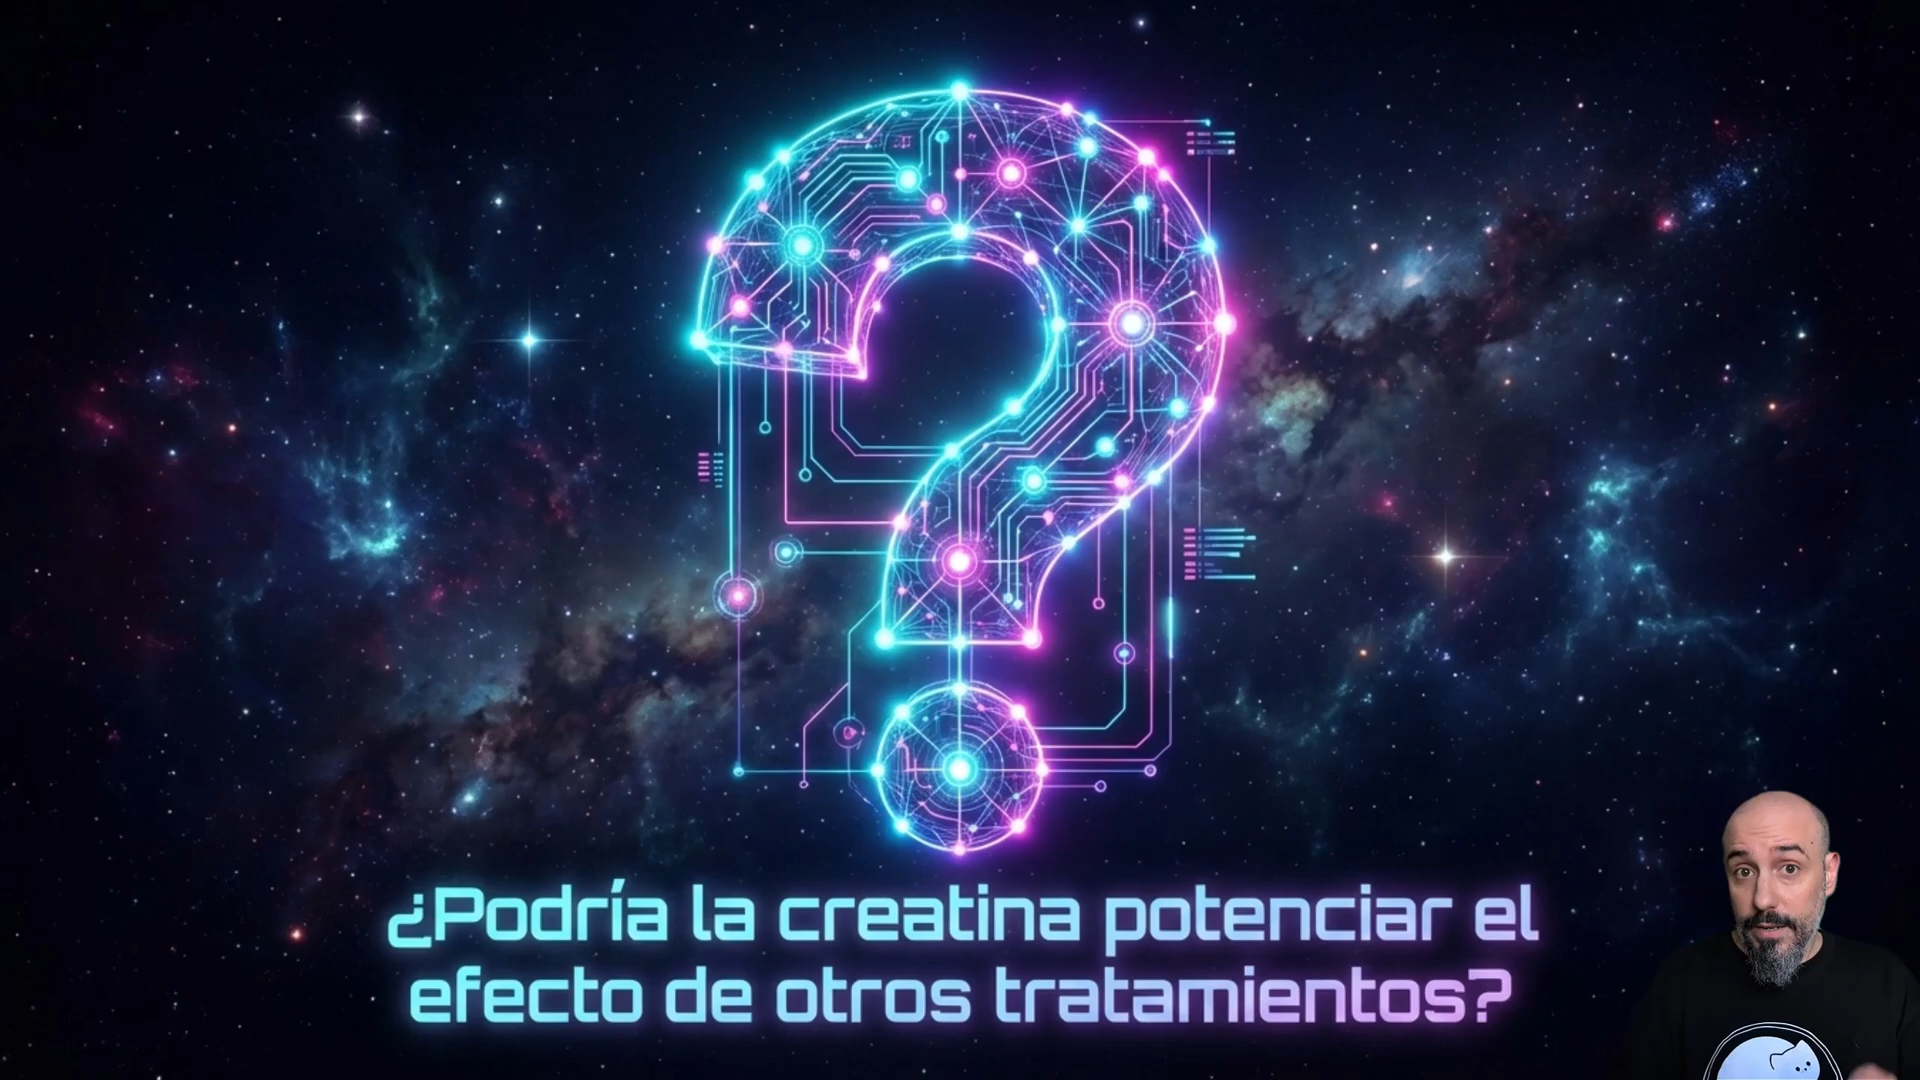 ¿Podría la creatina potenciar el
efecto de otros tratamientos?